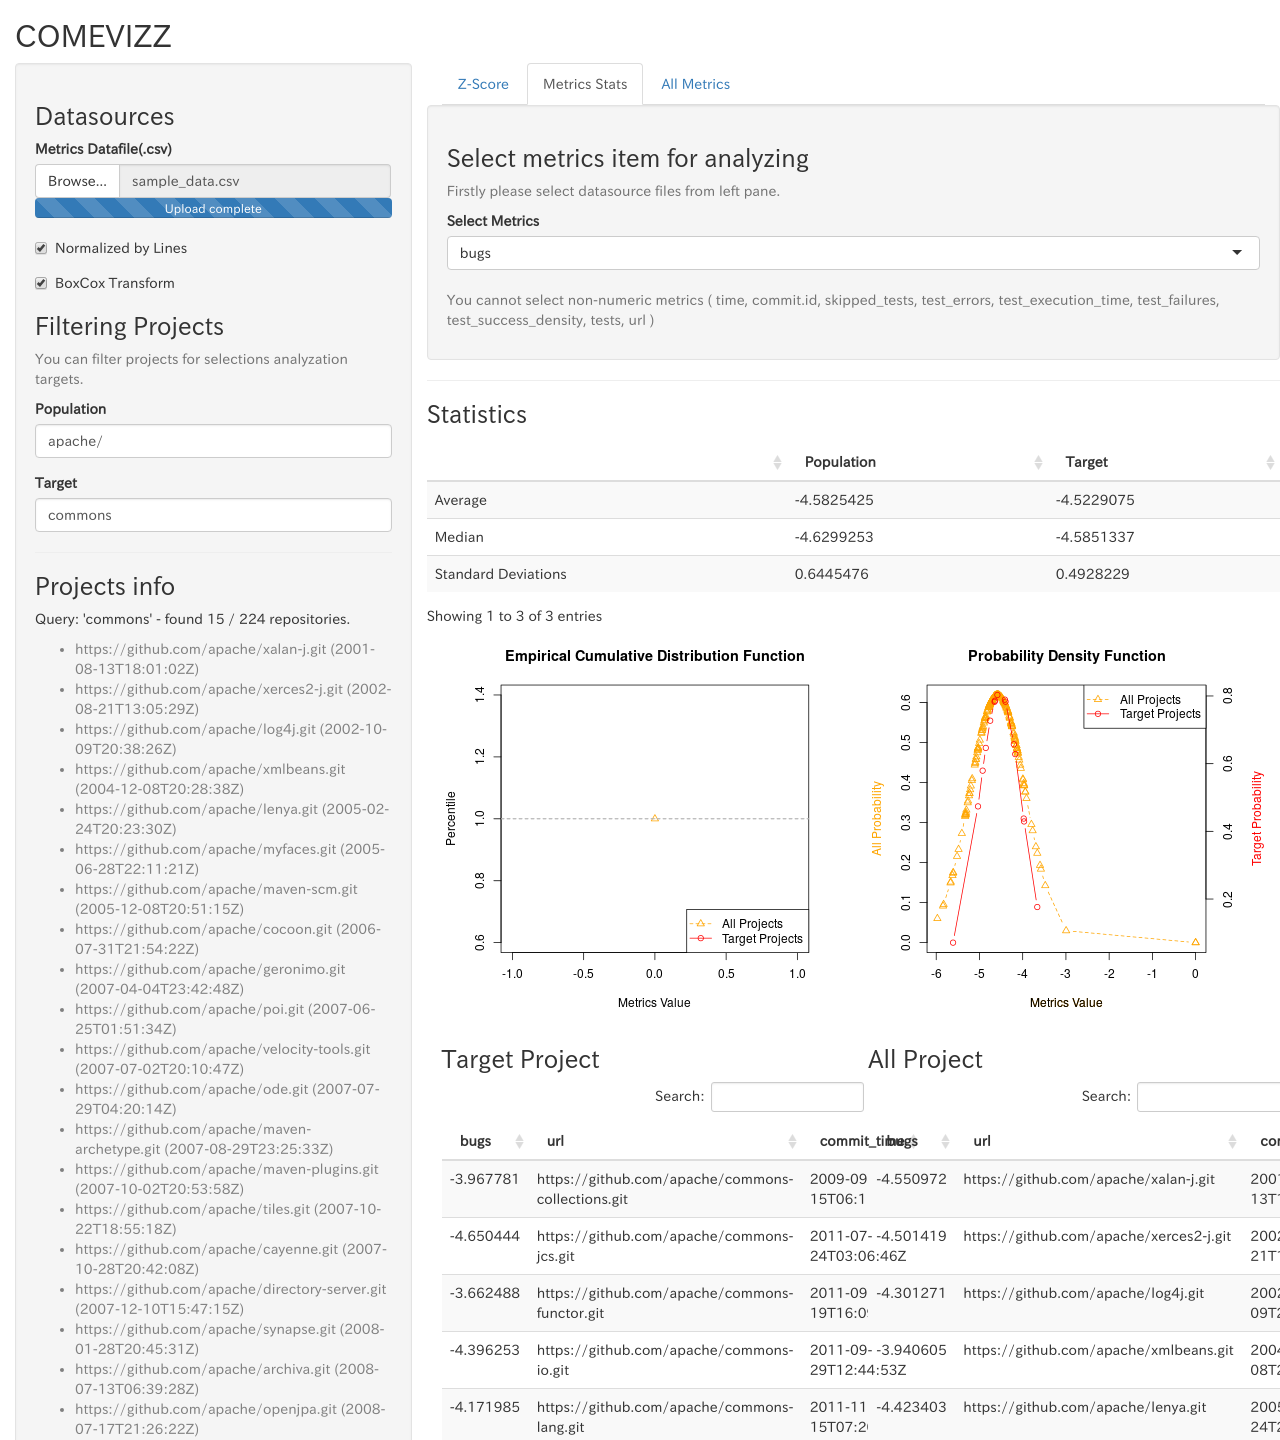 COMEVIZZ
Datasources
Metrics Datafile(.csv)
Browse... sample_data.csv
Upload complete
Normalized by Lines
BoxCox Transform
Filtering Projects
You can filter projects for selections analyzation
targets.
Population
apache/
Target
commons
Projects info
Query: 'commons' - found 15 / 224 repositories.
https://github.com/apache/xalan-j.git (2001-
08-13T18:01:02Z)
https://github.com/apache/xerces2-j.git (2002-
08-21T13:05:29Z)
https://github.com/apache/log4j.git (2002-10-
09T20:38:26Z)
https://github.com/apache/xmlbeans.git
(2004-12-08T20:28:38Z)
https://github.com/apache/lenya.git (2005-02-
24T20:23:30Z)
https://github.com/apache/myfaces.git (2005-
06-28T22:11:21Z)
https://github.com/apache/maven-scm.git
(2005-12-08T20:51:15Z)
https://github.com/apache/cocoon.git (2006-
07-31T21:54:22Z)
https://github.com/apache/geronimo.git
(2007-04-04T23:42:48Z)
https://github.com/apache/poi.git (2007-06-
25T01:51:34Z)
https://github.com/apache/velocity-tools.git
(2007-07-02T20:10:47Z)
https://github.com/apache/ode.git (2007-07-
29T04:20:14Z)
https://github.com/apache/maven-
archetype.git (2007-08-29T23:25:33Z)
https://github.com/apache/maven-plugins.git
(2007-10-02T20:53:58Z)
https://github.com/apache/tiles.git (2007-10-
22T18:55:18Z)
https://github.com/apache/cayenne.git (2007-
10-28T20:42:08Z)
https://github.com/apache/directory-server.git
(2007-12-10T15:47:15Z)
https://github.com/apache/synapse.git (2008-
01-28T20:45:31Z)
https://github.com/apache/archiva.git (2008-
07-13T06:39:28Z)
https://github.com/apache/openjpa.git (2008-
07-17T21:26:22Z)
Z-Score Metrics Stats All Metrics
Select metrics item for analyzing
Firstly please select datasource files from left pane.
Select Metrics
bugs
You cannot select non-numeric metrics ( time, commit.id, skipped_tests, test_errors, test_execution_time, test_failures,
test_success_density, tests, url )
Statistics
Population Target
Average -4.5825425 -4.5229075
Median -4.6299253 -4.5851337
Standard Deviations 0.6445476 0.4928229
Showing 1 to 3 of 3 entries
Empirical Cumulative Distribution Function
Percentile
1.4
1.2
1.0
0.8
0.6
All Projects
Target Projects
-1.0 -0.5 0.0 0.5 1.0
Metrics Value
Probability Density Function
All Probability
0.6
0.5
0.4
0.3
0.2
0.1
0.0
All Projects
Target Projects
0.8
0.6
0.4
0.2
Target Probability
-6 -5 -4 -3 -2 -1 0
Metrics Value
Target Project
Search:
bugs url commit_time
-3.967781 https://github.com/apache/commons- 2009-09
collections.git 15T06:1
-4.650444 https://github.com/apache/commons- 2011-07-
jcs.git 24T03:06:46Z
-3.662488 https://github.com/apache/commons- 2011-09
functor.git 19T16:0
-4.396253 https://github.com/apache/commons- 2011-09-
io.git 29T12:44:53Z
-4.171985 https://github.com/apache/commons- 2011-11
lang.git 15T07:2
All Project
Search:
bugs url
-4.550972 https://github.com/apache/xalan-j.git 2001
-4.501419 https://github.com/apache/xerces2-j.git 2002
21T1
-4.301271 https://github.com/apache/log4j.git 2002
09T2
-3.940605 https://github.com/apache/xmlbeans.git 2004
08T2
-4.423403 https://github.com/apache/lenya.git 2005
24T2